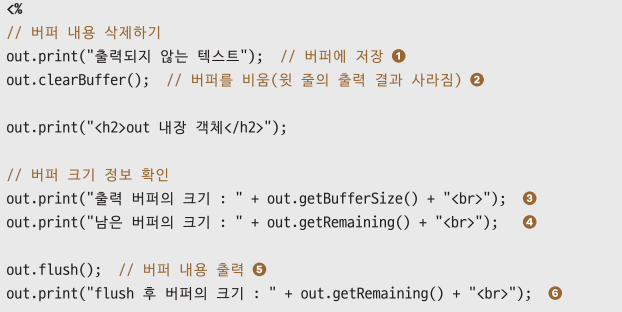 <%
// 버퍼 내용 삭제하기
out.print("출력되지 않는 텍스트");  // 버퍼에 저장 ❶
out.clearBuffer();  // 버퍼를 비움(윗 줄의 출력 결과 사라짐) ❷
out.print("<h2>out 내장 객체</h2>");
// 버퍼 크기 정보 확인
out.print("출력 버퍼의 크기 : " + out.getBufferSize() + "<br>");  ❸
out.print("남은 버퍼의 크기 : " + out.getRemaining() + "<br>");  ❹
out.flush();  // 버퍼 내용 출력 ❺
out.print("flush 후 버퍼의 크기 : " + out.getRemaining() + "<br>");  ❻